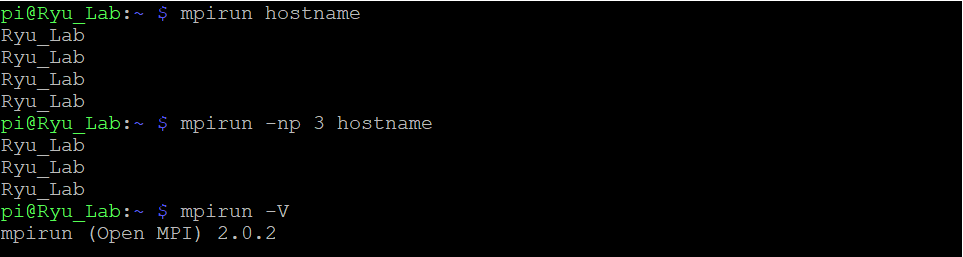 pi@Ryu_Lab:~ $ mpirun hostname
Ryu_Lab
Ryu_Lab
Ryu_Lab
Ryu_Lab
pi@Ryu_Lab:~ $ mpirun -np 3 hostname
Ryu_Lab
Ryu_Lab
Ryu_Lab
pi@Ryu_Lab:~ $ mpirun -V
mpirun (Open MPI) 2.0.2